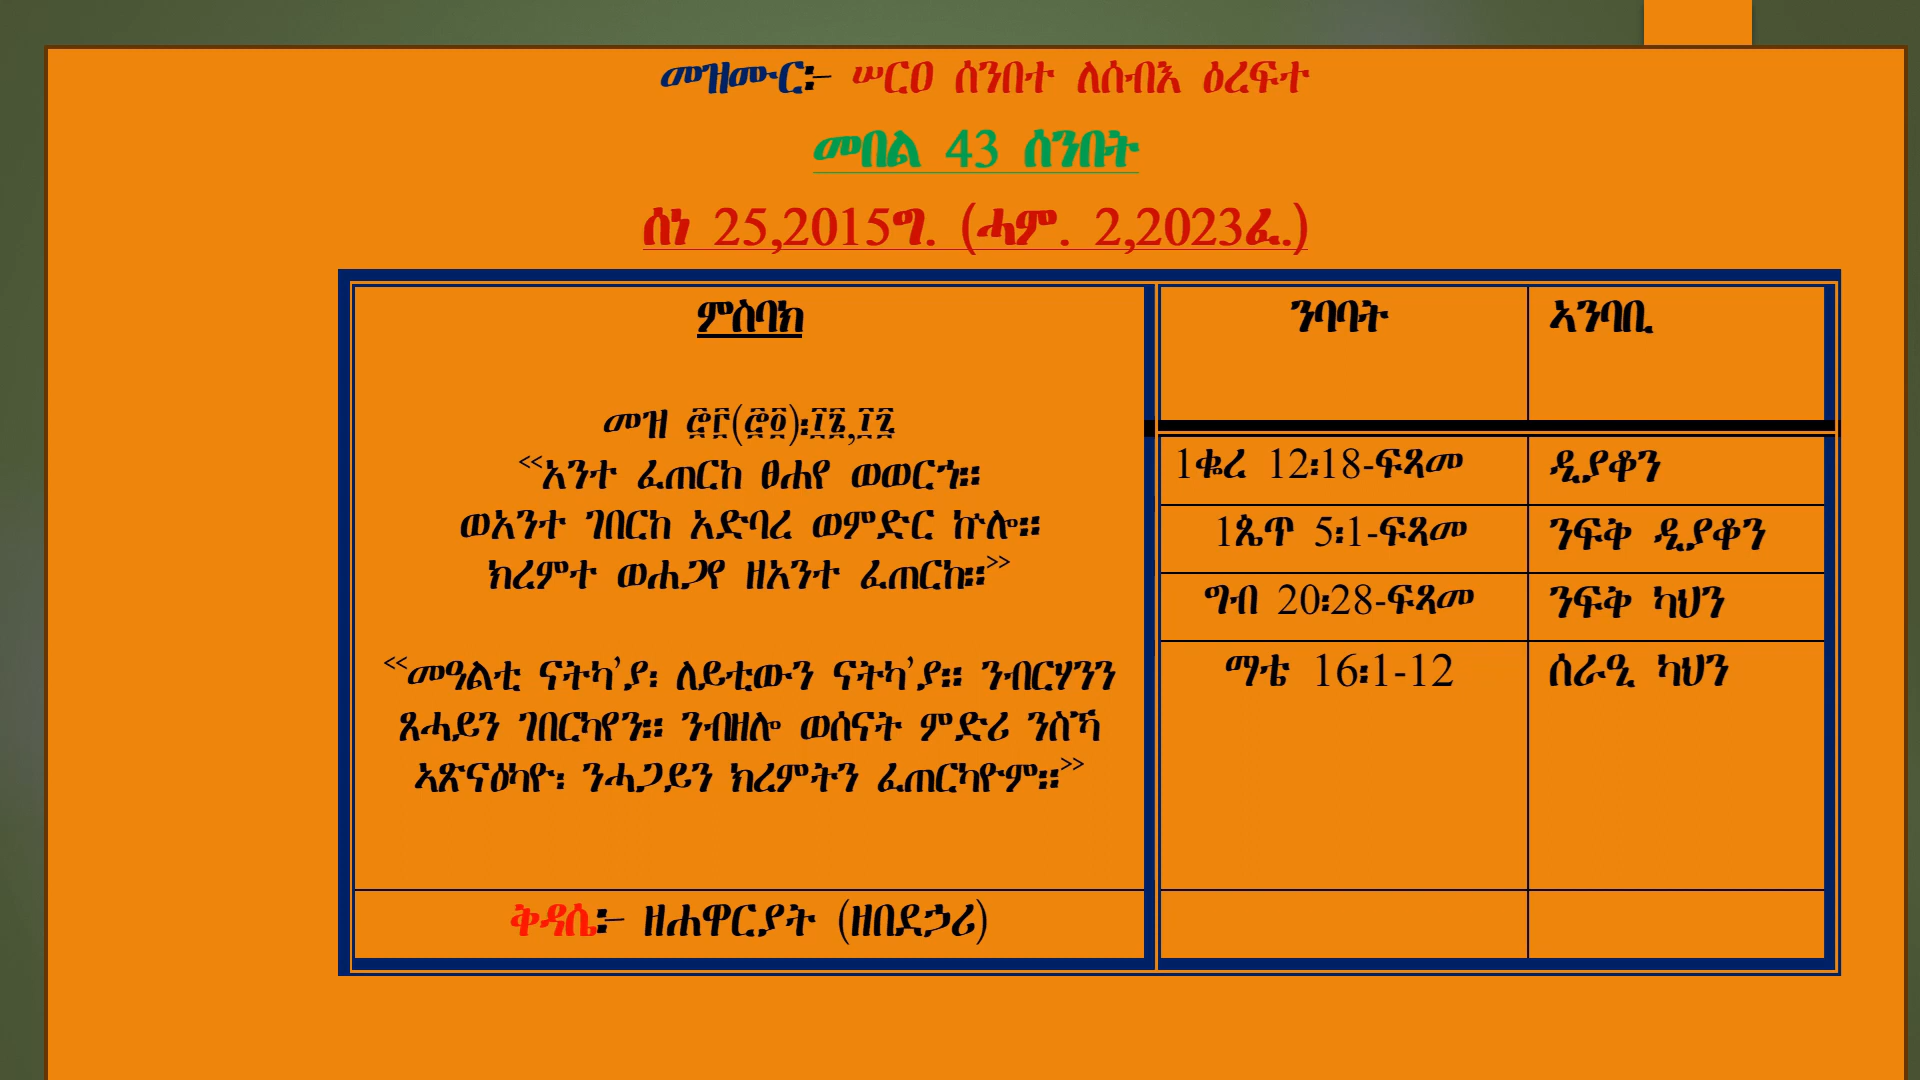 መዝሙር፦ ሠርዐ ሰንበተ ለሰብእ ዕረፍተ
መበል 43 ሰንበት
ሰነ 25,2015ግ. (ሓም. 2,2023ፈ.)
ምስባክ
ንባባት
ኣንባቢ
መዝ ፸፫(፸፬)፡፲፮,፲፯
<<አንተ ፈጠርከ ፀሐየ ወወርኀ።
ወአንተ ገበርከ አድባረ ወምድር ኵሎ።
ክረምተ ወሐጋየ ዘአንተ ፈጠርከ።>>
<<መዓልቲ ናትካ’ያ፡ ለይቲውን ናትካ’ያ። ንብርሃንን
ጸሓይን ገበርካየን። ንብዘሎ ወሰናት ምድሪ ንስኻ
ኣጽናዕካዮ፡ ንሓጋይን ክረምትን ፈጠርካዮም።>>
1ቈረ 12፡18-ፍጻመ
ዲያቆን
1ጴጥ 5፡1-ፍጻመ
ንፍቅ ዲያቆን
ግብ 20፡28-ፍጻመ
ንፍቅ ካህን
ማቴ 16፡1-12
ሰራዒ ካህን
ቅዳሴ፦ ዘሐዋርያት (ዘበደኃሪ)